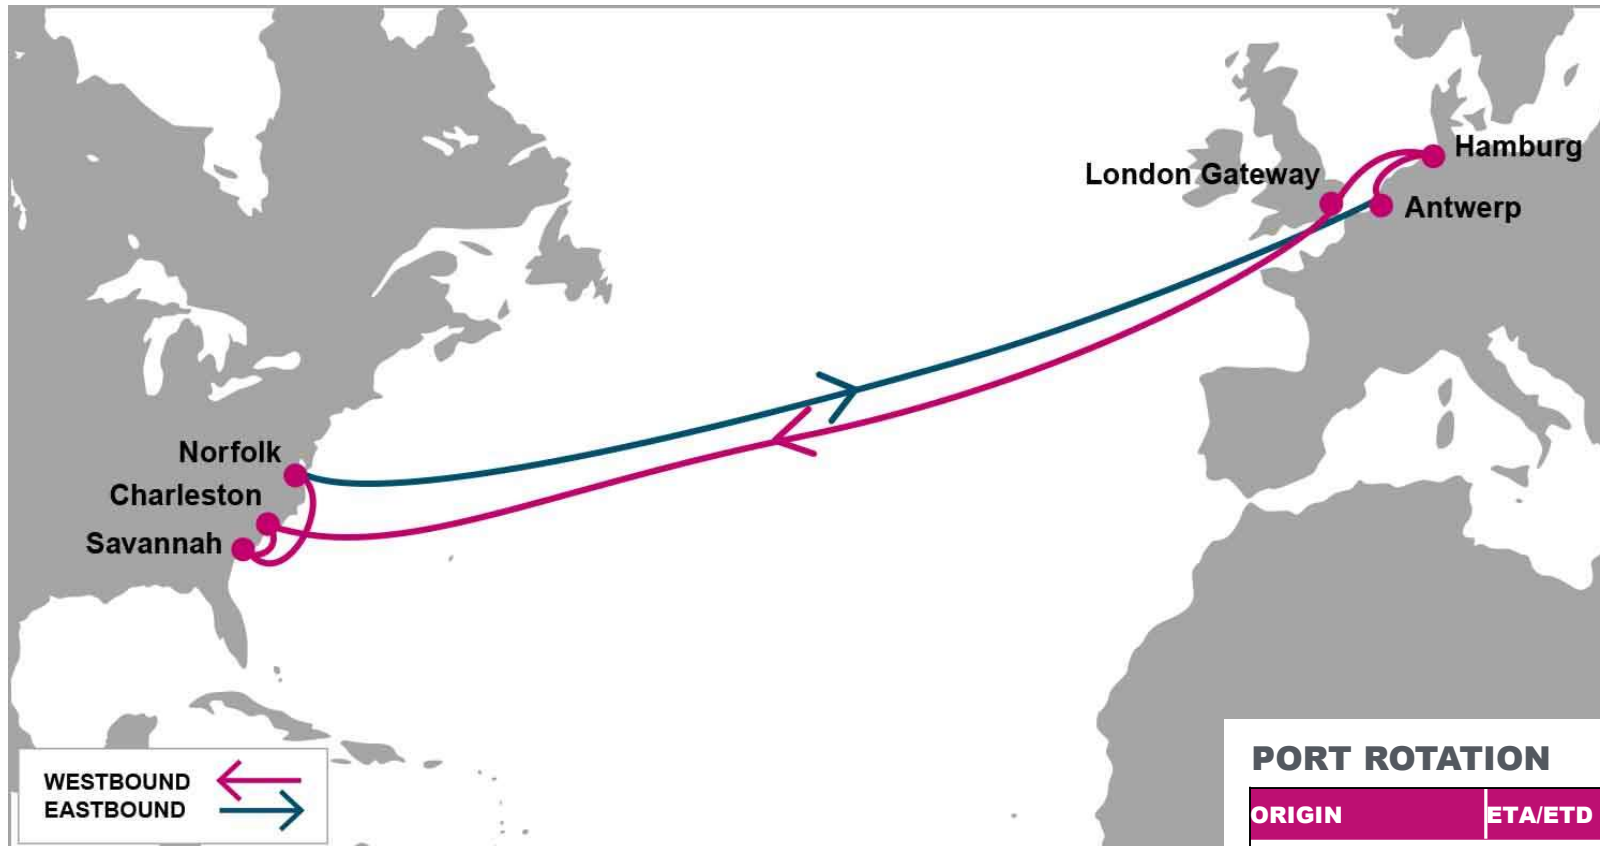 Hamburg
London Gateway
Antwerp
Norfolk
Charleston
Savannah
WESTBOUND
EASTBOUND
PORT ROTATION
ORIGIN ETA/ETD